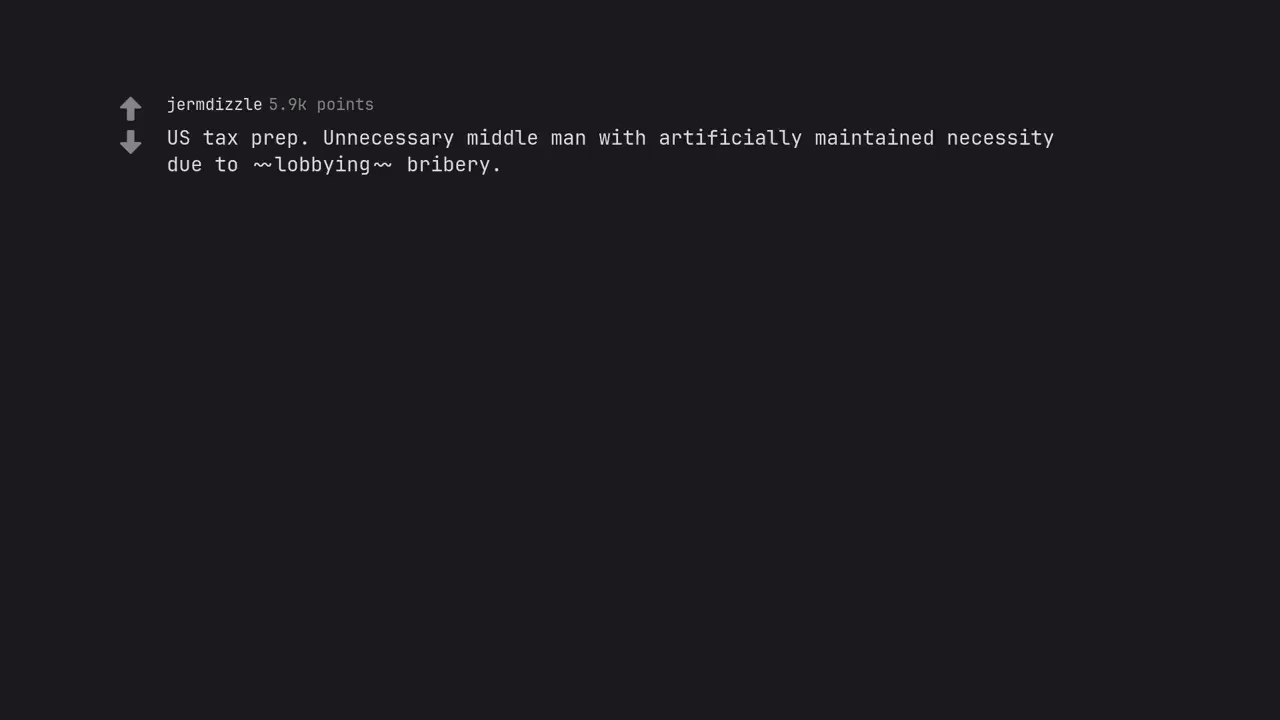 jermdizzle 5.9k points
US tax prep. Unnecessary middle man with artificially maintained necessity
due to ~~lobbying~~ bribery.